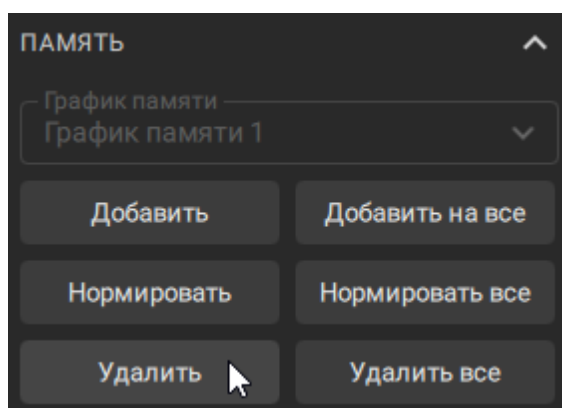 ПАМЯТЬ
График памяти
График памяти 1
Добавить
Добавить на все
Нормировать
Нормировать все
Удалить
Удалить все